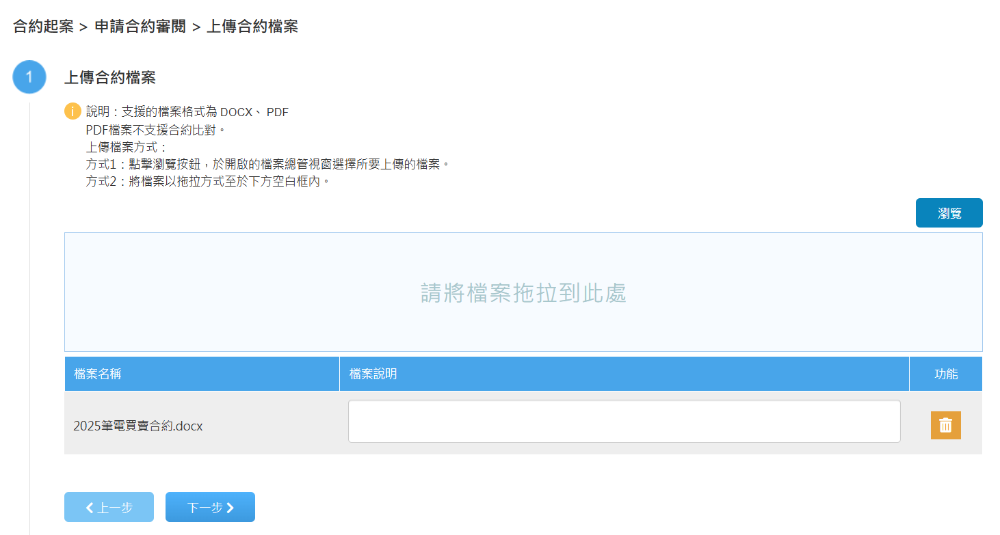 合約起案 > 申請合約審閱 > 上傳合約檔案
1
上傳合約檔案
i
說明：支援的檔案格式為 DOCX、 PDF
PDF檔案不支援合約比對。
上傳檔案方式：
方式1：點擊瀏覽按鈕，於開啟的檔案總管視窗選擇所要上傳的檔案。
方式2：將檔案以拖拉方式至於下方空白框內。
瀏覽
請將檔案拖拉到此處
檔案名稱 檔案說明 功能
2025筆電買賣合約.docx
上一步 下一步